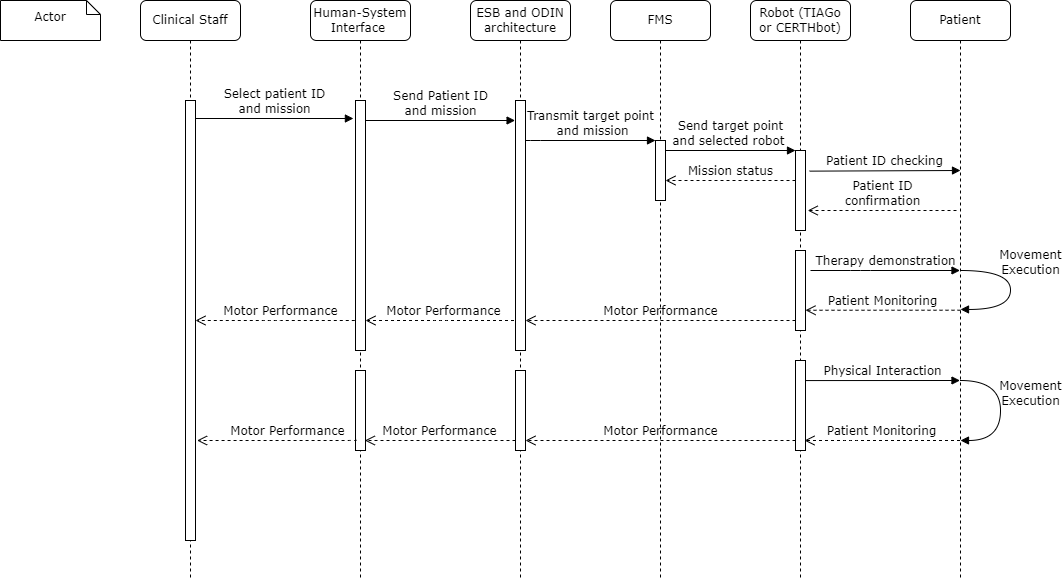 Actor
Clinical Staff
Human-System
Interface
ESB and ODIN
architecture
FMS
Robot (TIAGo
or CERTHbot)
Patient
Select patient ID
and mission
Send Patient ID
and mission
Transmit target point
and mission
Send target point
and selected robot
Mission status
Patient ID checking
Patient ID
confirmation
Therapy demonstration
Movement
Execution
Patient Monitoring
Motor Performance
Motor Performance
Motor Performance
Physical Interaction
Movement
Execution
Patient Monitoring
Motor Performance
Motor Performance
Motor Performance